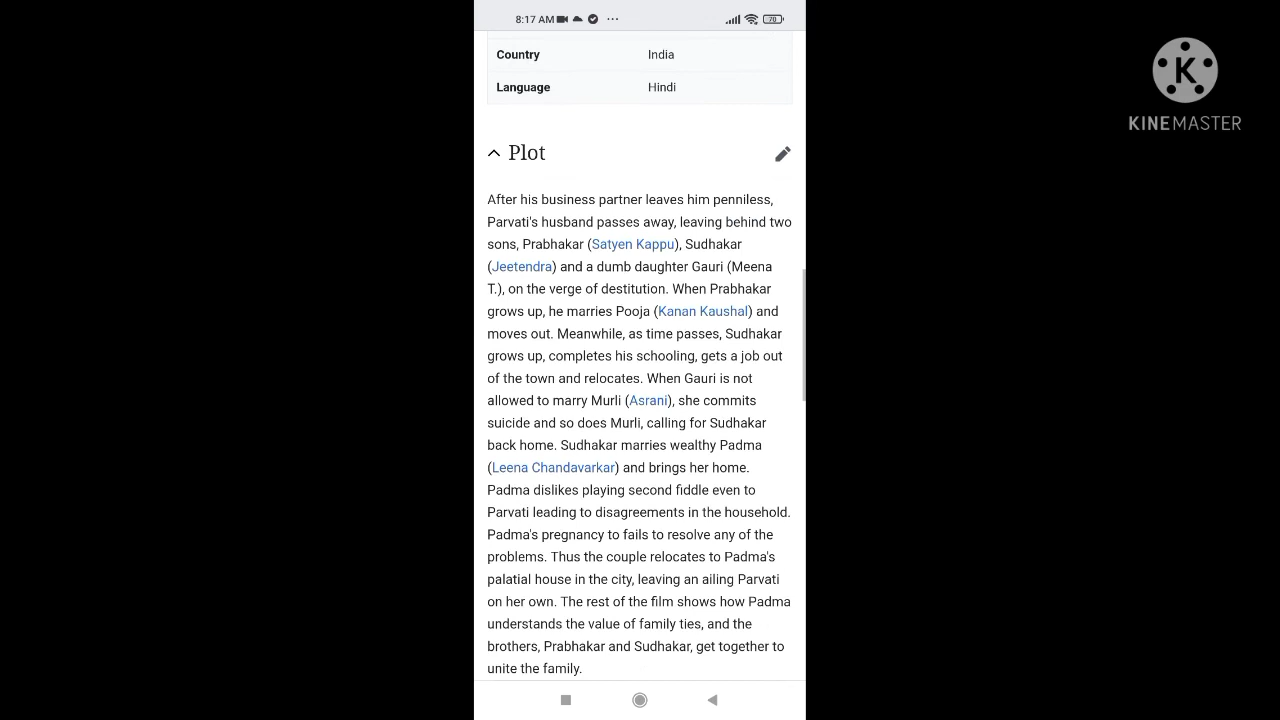 8:17 AM
70
KINEMASTER
Country India
Language Hindi
Plot
After his business partner leaves him penniless,
Parvati's husband passes away, leaving behind two
sons, Prabhakar (Satyen Kappu), Sudhakar
(Jeetendra) and a dumb daughter Gauri (Meena
T.), on the verge of destitution. When Prabhakar
grows up, he marries Pooja (Kanan Kaushal) and
moves out. Meanwhile, as time passes, Sudhakar
grows up, completes his schooling, gets a job out
of the town and relocates. When Gauri is not
allowed to marry Murli (Asrani), she commits
suicide and so does Murli, calling for Sudhakar
back home. Sudhakar marries wealthy Padma
(Leena Chandavarkar) and brings her home.
Padma dislikes playing second fiddle even to
Parvati leading to disagreements in the household.
Padma's pregnancy to fails to resolve any of the
problems. Thus the couple relocates to Padma's
palatial house in the city, leaving an ailing Parvati
on her own. The rest of the film shows how Padma
understands the value of family ties, and the
brothers, Prabhakar and Sudhakar, get together to
unite the family.